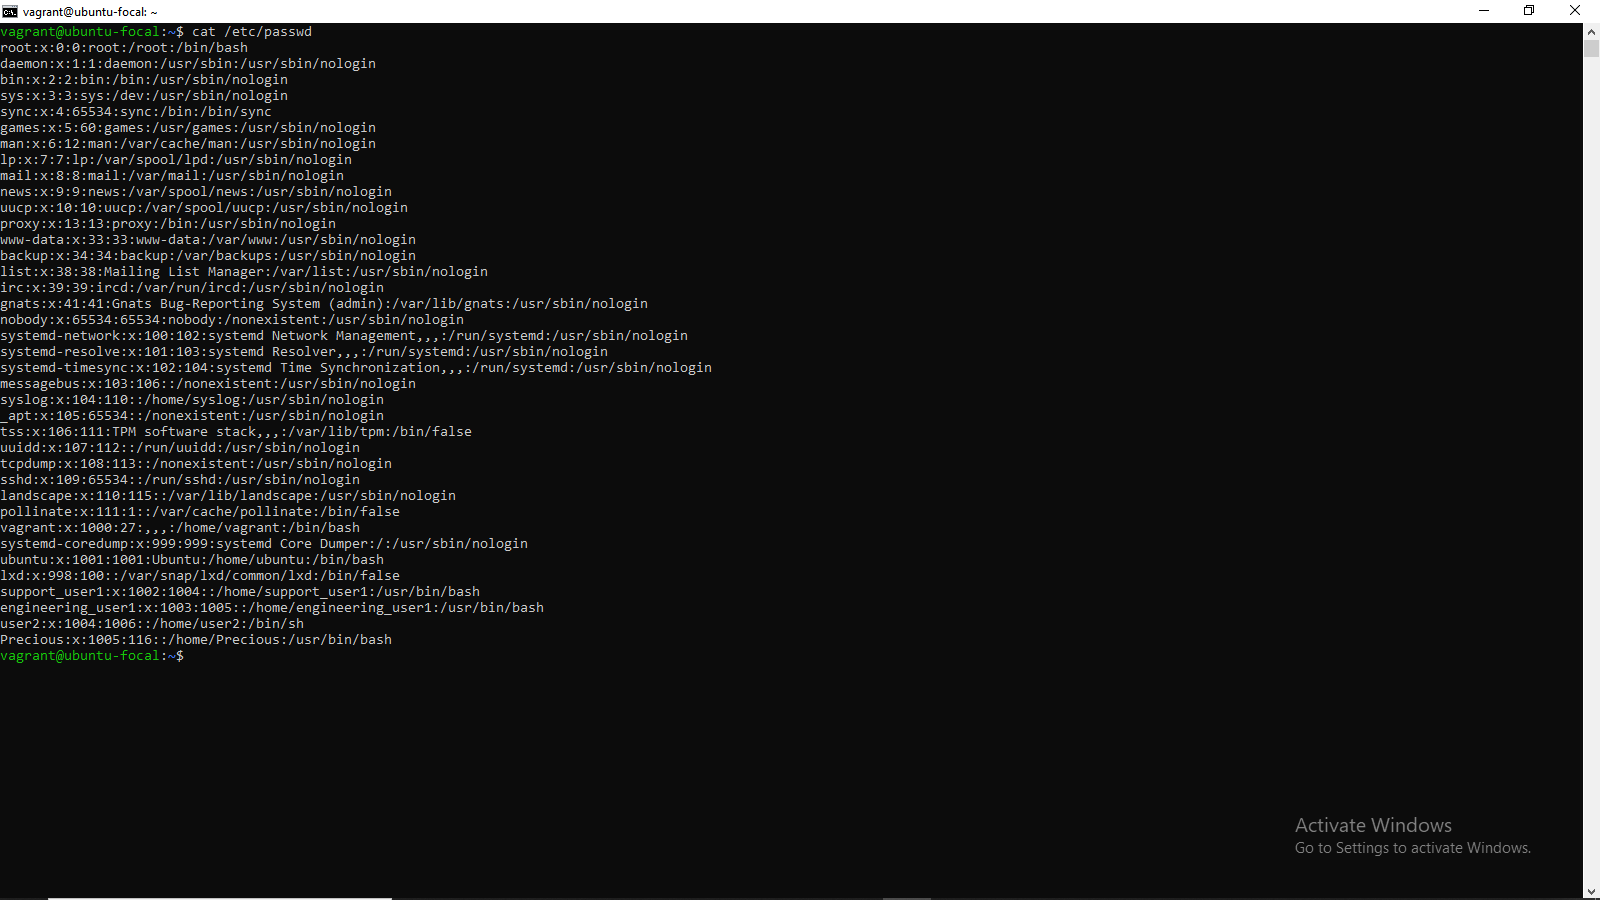 vagrant@ubuntu-focal: ~
vagrant@ubuntu-focal:~$ cat /etc/passwd
root:x:0:0:root:/root:/bin/bash
daemon:x:1:1:daemon:/usr/sbin:/usr/sbin/nologin
bin:x:2:2:bin:/bin:/usr/sbin/nologin
sys:x:3:3:sys:/dev:/usr/sbin/nologin
sync:x:4:65534:sync:/bin:/bin/sync
games:x:5:60:games:/usr/games:/usr/sbin/nologin
man:x:6:12:man:/var/cache/man:/usr/sbin/nologin
lp:x:7:7:lp:/var/spool/lpd:/usr/sbin/nologin
mail:x:8:8:mail:/var/mail:/usr/sbin/nologin
news:x:9:9:news:/var/spool/news:/usr/sbin/nologin
uucp:x:10:10:uucp:/var/spool/uucp:/usr/sbin/nologin
proxy:x:13:13:proxy:/bin:/usr/sbin/nologin
www-data:x:33:33:www-data:/var/www:/usr/sbin/nologin
backup:x:34:34:backup:/var/backups:/usr/sbin/nologin
list:x:38:38:Mailing List Manager:/var/list:/usr/sbin/nologin
irc:x:39:39:ircd:/var/run/ircd:/usr/sbin/nologin
gnats:x:41:41:Gnats Bug-Reporting System (admin):/var/lib/gnats:/usr/sbin/nologin
nobody:x:65534:65534:nobody:/nonexistent:/usr/sbin/nologin
systemd-network:x:100:102:systemd Network Management,,,:/run/systemd:/usr/sbin/nologin
systemd-resolve:x:101:103:systemd Resolver,,,:/run/systemd:/usr/sbin/nologin
systemd-timesync:x:102:104:systemd Time Synchronization,,,:/run/systemd:/usr/sbin/nologin
messagebus:x:103:106::/nonexistent:/usr/sbin/nologin
syslog:x:104:110::/home/syslog:/usr/sbin/nologin
_apt:x:105:65534::/nonexistent:/usr/sbin/nologin
tss:x:106:111:TPM software stack,,,:/var/lib/tpm:/bin/false
uuidd:x:107:112::/run/uuidd:/usr/sbin/nologin
tcpdump:x:108:113::/nonexistent:/usr/sbin/nologin
sshd:x:109:65534::/run/sshd:/usr/sbin/nologin
landscape:x:110:115::/var/lib/landscape:/usr/sbin/nologin
pollinate:x:111:1::/var/cache/pollinate:/bin/false
vagrant:x:1000:27:,,,:/home/vagrant:/bin/bash
systemd-coredump:x:999:999:systemd Core Dumper:/:/usr/sbin/nologin
ubuntu:x:1001:1001:Ubuntu:/home/ubuntu:/bin/bash
lxd:x:998:100::/var/snap/lxd/common/lxd:/bin/false
support_user1:x:1002:1004::/home/support_user1:/usr/bin/bash
engineering_user1:x:1003:1005::/home/engineering_user1:/usr/bin/bash
user2:x:1004:1006::/home/user2:/bin/sh
Precious:x:1005:116::/home/Precious:/usr/bin/bash
vagrant@ubuntu-focal:~$
Activate Windows
Go to Settings to activate Windows.